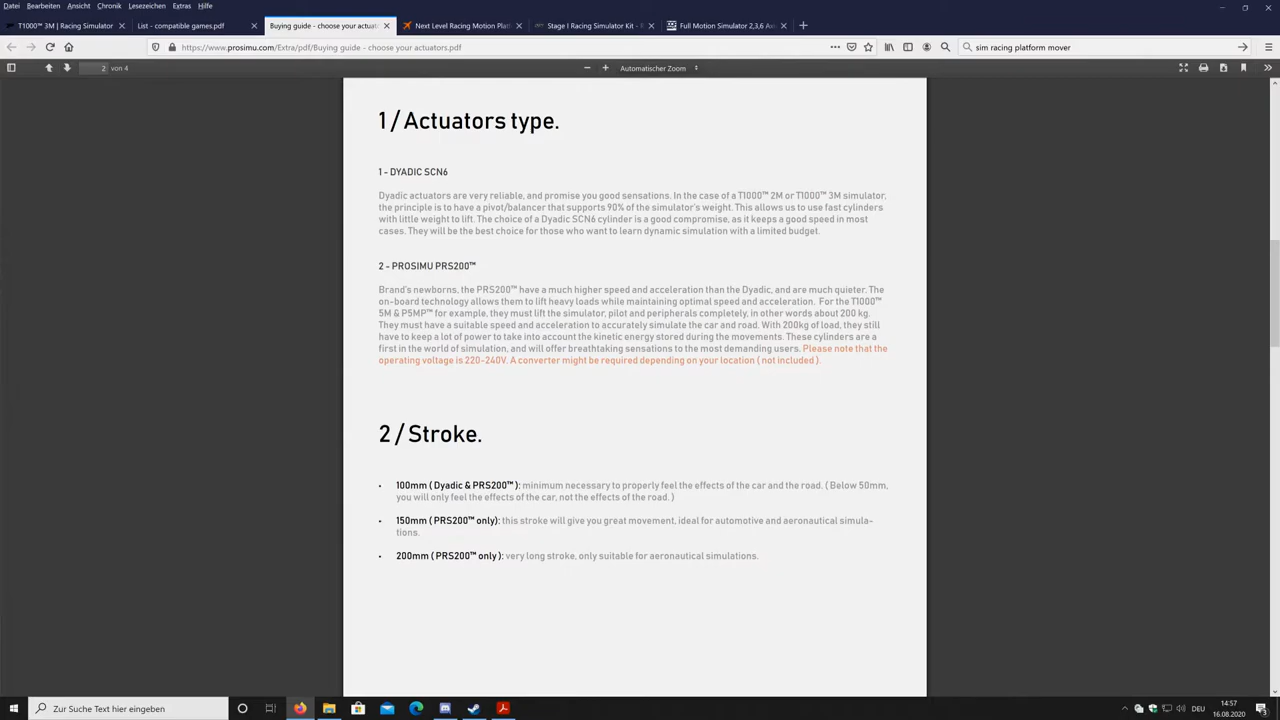 Datei Bearbeiten Ansicht Chronik Lesezeichen Extras Hilfe
T1000™ 3M | Racing Simulator
List - compatible games.pdf
Buying guide - choose your actuat
Next Level Racing Motion Plat
Stage I Racing Simulator Kit -
Full Motion Simulator 2,3,6 Ax
https://www.prosimu.com/Extra/pdf/Buying guide - choose your actuators.pdf
sim racing platform mover
2 von 4
Automatischer Zoom
1 / Actuators type.
1 - DYADIC SCN6
Dyadic actuators are very reliable, and promise you good sensations. In the case of a T1000™ 2M or T1000™ 3M simulator,
the principle is to have a pivot/balancer that supports 90% of the simulator's weight. This allows us to use fast cylinders
with little weight to lift. The choice of a Dyadic SCN6 cylinder is a good compromise, as it keeps a good speed in most
cases. They will be the best choice for those who want to learn dynamic simulation with a limited budget.
2 - PROSIMU PRS200™
Brand's newborns, the PRS200™ have a much higher speed and acceleration than the Dyadic, and are much quieter. The
on-board technology allows them to lift heavy loads while maintaining optimal speed and acceleration. For the T1000™
5M & P5MP™ for example, they must lift the simulator, pilot and peripherals completely, in other words about 200 kg.
They must have a suitable speed and acceleration to accurately simulate the car and road. With 200kg of load, they still
have to keep a lot of power to take into account the kinetic energy stored during the movements. These cylinders are a
first in the world of simulation, and will offer breathtaking sensations to the most demanding users. Please note that the
operating voltage is 220-240V. A converter might be required depending on your location ( not included ).
2 / Stroke.
• 100mm ( Dyadic & PRS200™ ): minimum necessary to properly feel the effects of the car and the road. ( Below 50mm,
you will only feel the effects of the car, not the effects of the road. )
• 150mm ( PRS200™ only): this stroke will give you great movement, ideal for automotive and aeronautical simula-
tions.
• 200mm ( PRS200™ only ): very long stroke, only suitable for aeronautical simulations.
Zur Suche Text hier eingeben
DEU
14:57
16.08.2020